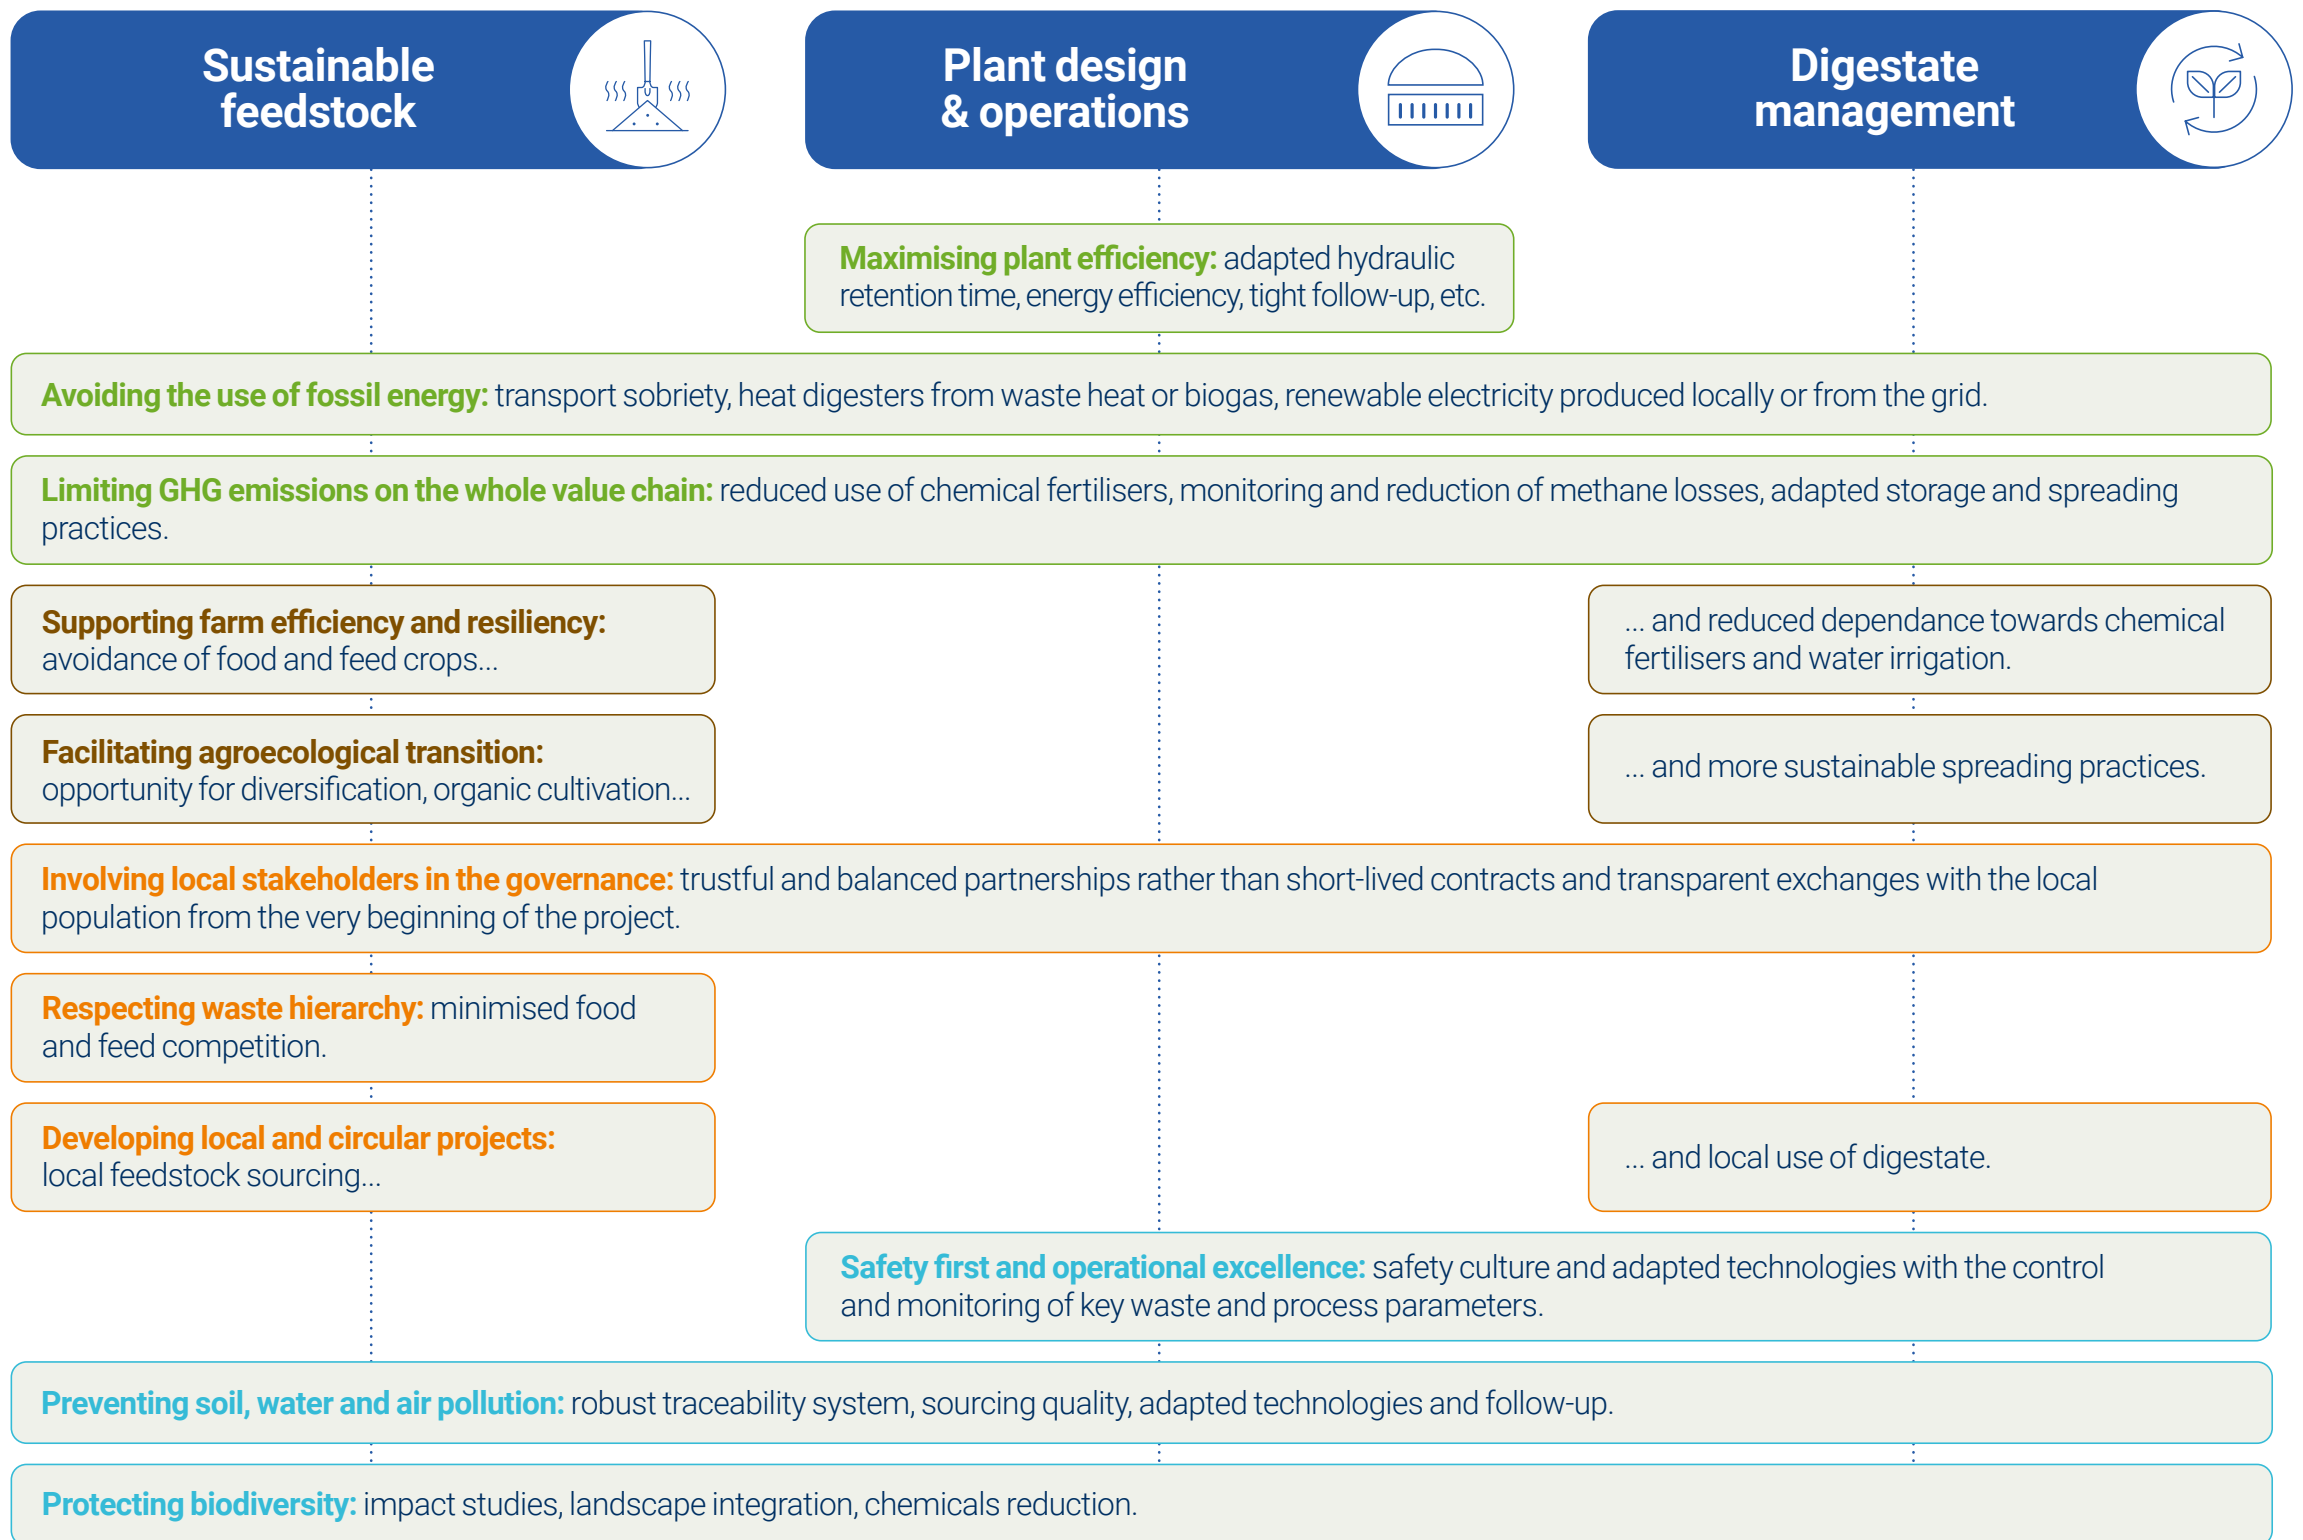 Sustainable
feedstock
Plant design
& operations
Digestate
management
Maximising plant efficiency: adapted hydraulic
retention time, energy efficiency, tight follow-up, etc.
Avoiding the use of fossil energy: transport sobriety, heat digesters from waste heat or biogas, renewable electricity produced locally or from the grid.
Limiting GHG emissions on the whole value chain: reduced use of chemical fertilisers, monitoring and reduction of methane losses, adapted storage and spreading
practices.
Supporting farm efficiency and resiliency:
avoidance of food and feed crops...
... and reduced dependance towards chemical
fertilisers and water irrigation.
Facilitating agroecological transition:
opportunity for diversification, organic cultivation...
... and more sustainable spreading practices.
Involving local stakeholders in the governance: trustful and balanced partnerships rather than short-lived contracts and transparent exchanges with the local
population from the very beginning of the project.
Respecting waste hierarchy: minimised food
and feed competition.
Developing local and circular projects:
local feedstock sourcing...
... and local use of digestate.
Safety first and operational excellence: safety culture and adapted technologies with the control
and monitoring of key waste and process parameters.
Preventing soil, water and air pollution: robust traceability system, sourcing quality, adapted technologies and follow-up.
Protecting biodiversity: impact studies, landscape integration, chemicals reduction.